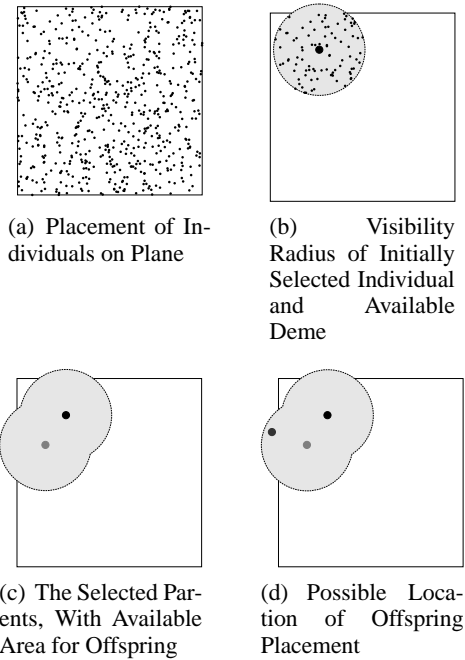 (a) Placement of In-
dividuals on Plane
(b) Visibility
Radius of Initially
Selected Individual
and Available
Deme
(c) The Selected Par-
ents, With Available
Area for Offspring
(d) Possible Loca-
tion of Offspring
Placement